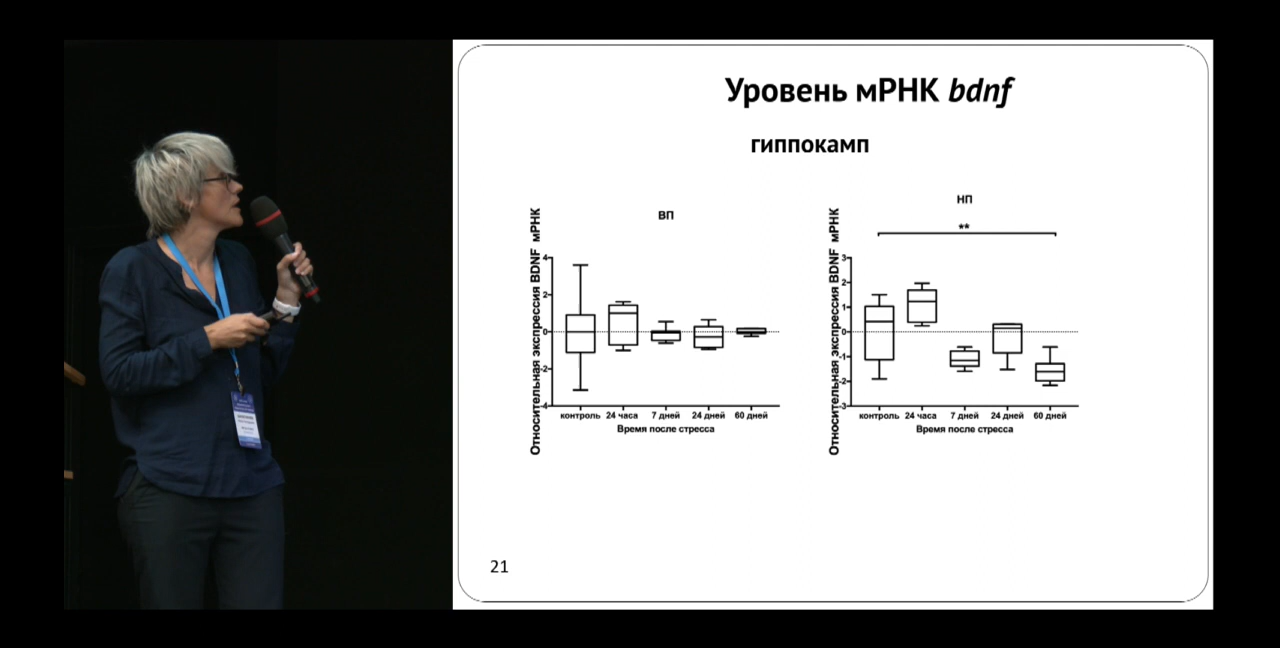 Уровень мРНК bdnf
гиппокамп
ВП
Относительная экспрессия BDNF мРНК
4
2
0
-2
-4
контроль 24 часа 7 дней 24 дней 60 дней
Время после стресса
НП
**
Относительная экспрессия BDNF мРНК
3
2
1
0
-1
-2
-3
контроль 24 часа 7 дней 24 дней 60 дней
Время после стресса
21